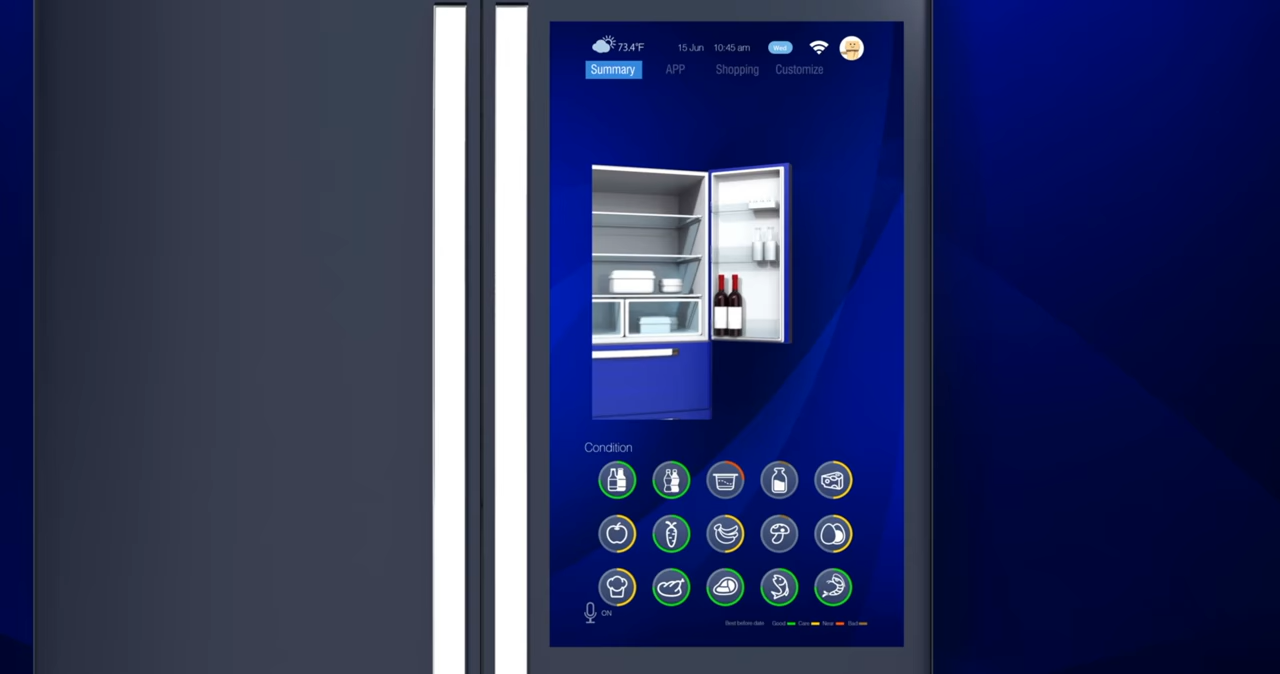 73.4°F 15 Jun 10:45 am Wed
Summary APP Shopping Customize
Condition
ON
Best before date Good Care Near Bad